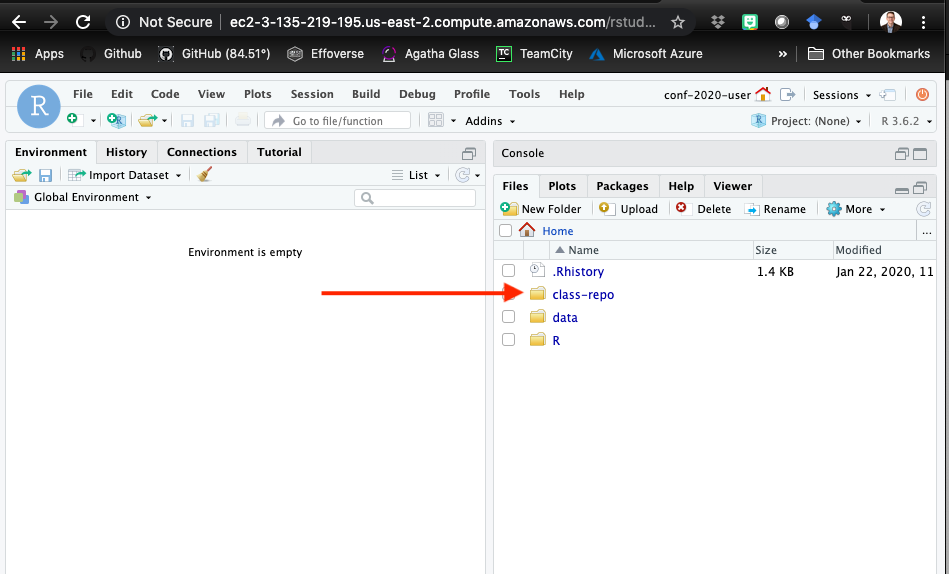 Not Secure | ec2-3-135-219-195.us-east-2.compute.amazonaws.com/rstud...
Apps Github GitHub (84.51°) Effoverse Agatha Glass TC TeamCity Microsoft Azure » Other Bookmarks
R File Edit Code View Plots Session Build Debug Profile Tools Help conf-2020-user Sessions
Go to file/function Addins Project: (None) R 3.6.2
Environment History Connections Tutorial
Import Dataset List
Global Environment
Environment is empty
Console
Files Plots Packages Help Viewer
New Folder Upload Delete Rename More
Home ...
Name Size Modified
.Rhistory 1.4 KB Jan 22, 2020, 11
class-repo
data
R